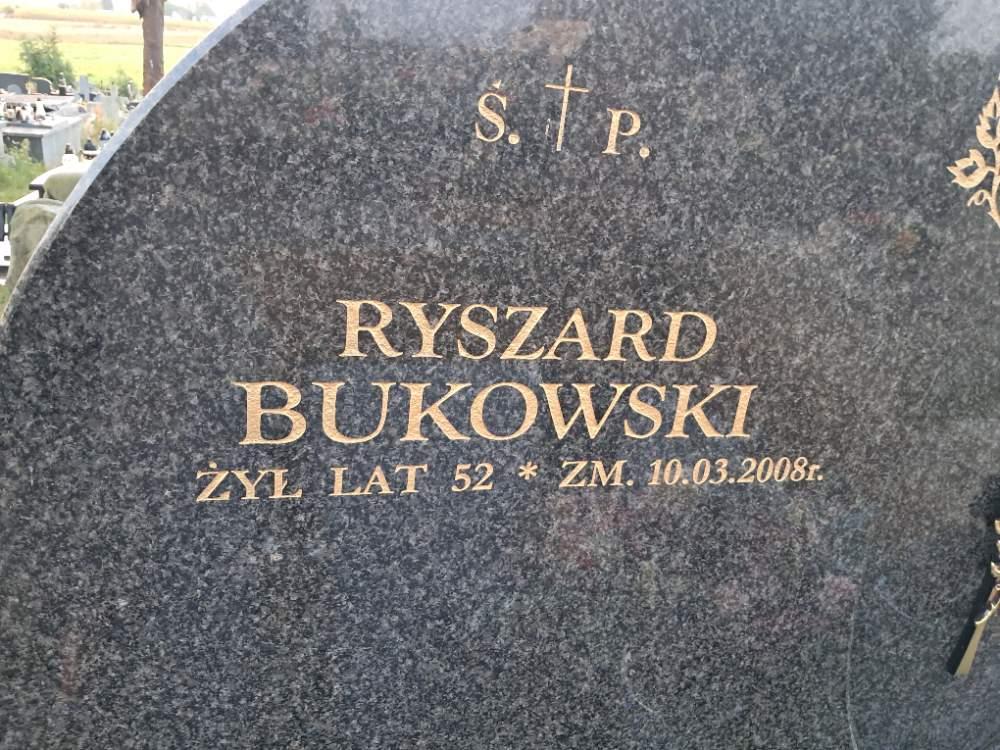 Ś. P.
RYSZARD
BUKOWSKI
ŻYŁ LAT 52 * ZM. 10.03.2008r.